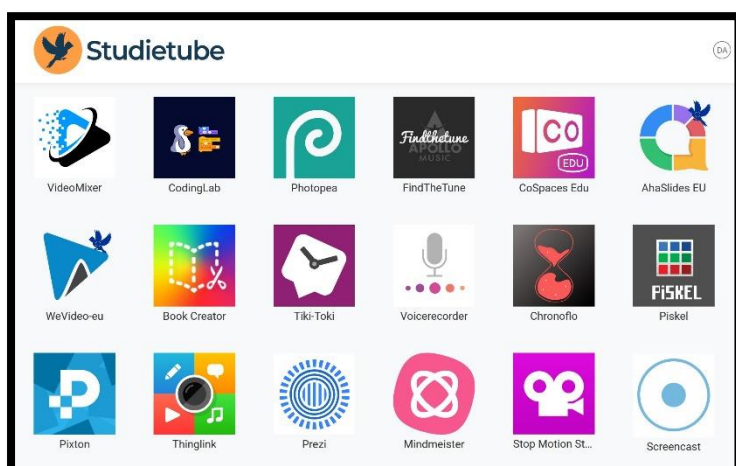 Studietube
DA
Findthetune
APOLLO
MUSIC
CO
EDU
VideoMixer
CodingLab
Photopea
FindTheTune
CoSpaces Edu
AhaSlides EU
PiSKEL
WeVideo-eu
Book Creator
Tiki-Toki
Voicerecorder
Chronoflo
Piskel
Pixton
Thinglink
Prezi
Mindmeister
Stop Motion St...
Screencast